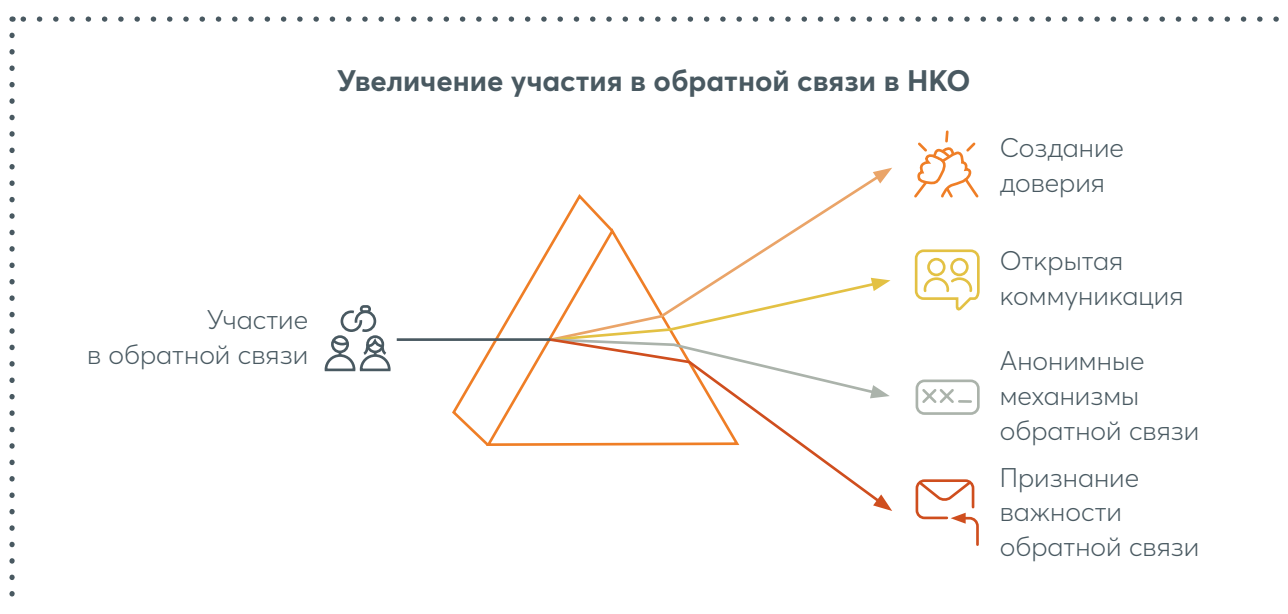 Увеличение участия в обратной связи в НКО
Участие
в обратной связи
Создание
доверия
Открытая
коммуникация
Анонимные
механизмы
обратной связи
Признание
важности
обратной связи